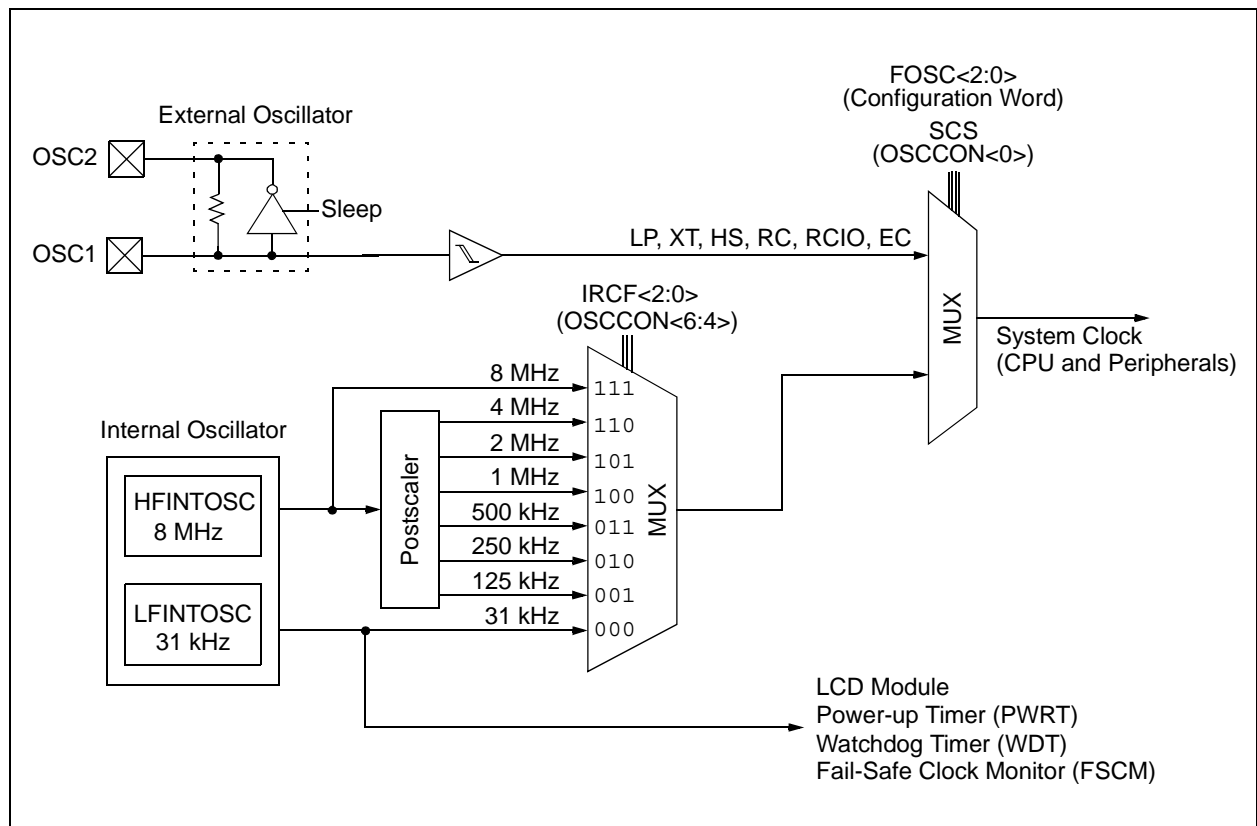 FOSC<2:0>
(Configuration Word)
SCS
(OSCCON<0>)
External Oscillator
OSC2
Sleep
OSC1
LP, XT, HS, RC, RCIO, EC
IRCF<2:0>
(OSCCON<6:4>)
MUX
System Clock
(CPU and Peripherals)
Internal Oscillator
HFINTOSC
8 MHz
LFINTOSC
31 kHz
Postscaler
8 MHz
4 MHz
2 MHz
1 MHz
500 kHz
250 kHz
125 kHz
31 kHz
111
110
101
100
011
010
001
000
MUX
LCD Module
Power-up Timer (PWRT)
Watchdog Timer (WDT)
Fail-Safe Clock Monitor (FSCM)